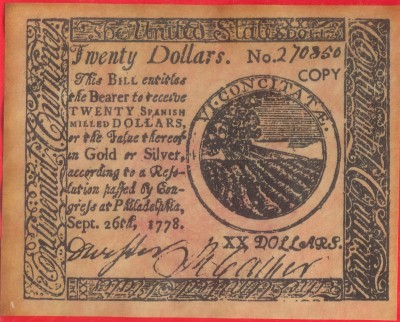 The United States
Twenty Dollars. No. 270850
COPY
This BILL entitles
the Bearer to receive
TWENTY SPANISH
milled DOLLARS,
or the Value thereof
in Gold or Silver,
according to a Reso-
lution passed by Con-
gress at Philadelphia,
Sept. 26th, 1778.
VI·CONCITATE.
XX DOLLARS.
Continental Currency